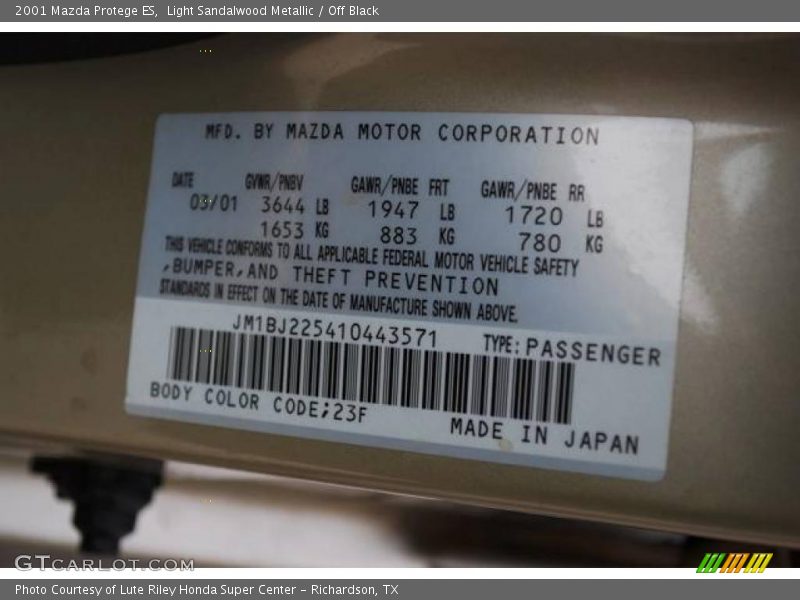 2001 Mazda Protege ES,  Light Sandalwood Metallic / Off Black
MFD. BY MAZDA MOTOR CORPORATION
DATE GVWR/PNBV GAWR/PNBE FRT GAWR/PNBE RR
03/01 3644 LB 1947 LB 1720 LB
1653 KG 883 KG 780 KG
THIS VEHICLE CONFORMS TO ALL APPLICABLE FEDERAL MOTOR VEHICLE SAFETY
,BUMPER,AND THEFT PREVENTION
STANDARDS IN EFFECT ON THE DATE OF MANUFACTURE SHOWN ABOVE.
JM1BJ225410443571 TYPE:PASSENGER
BODY COLOR CODE;23F
MADE IN JAPAN
GTCARLOT.COM
Photo Courtesy of Lute Riley Honda Super Center – Richardson, TX